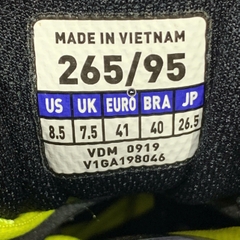 MADE IN VIETNAM
265/95
US UK EURO BRA JP
8.5 7.5 41 40 26.5
VDM 0919
V1GA198046